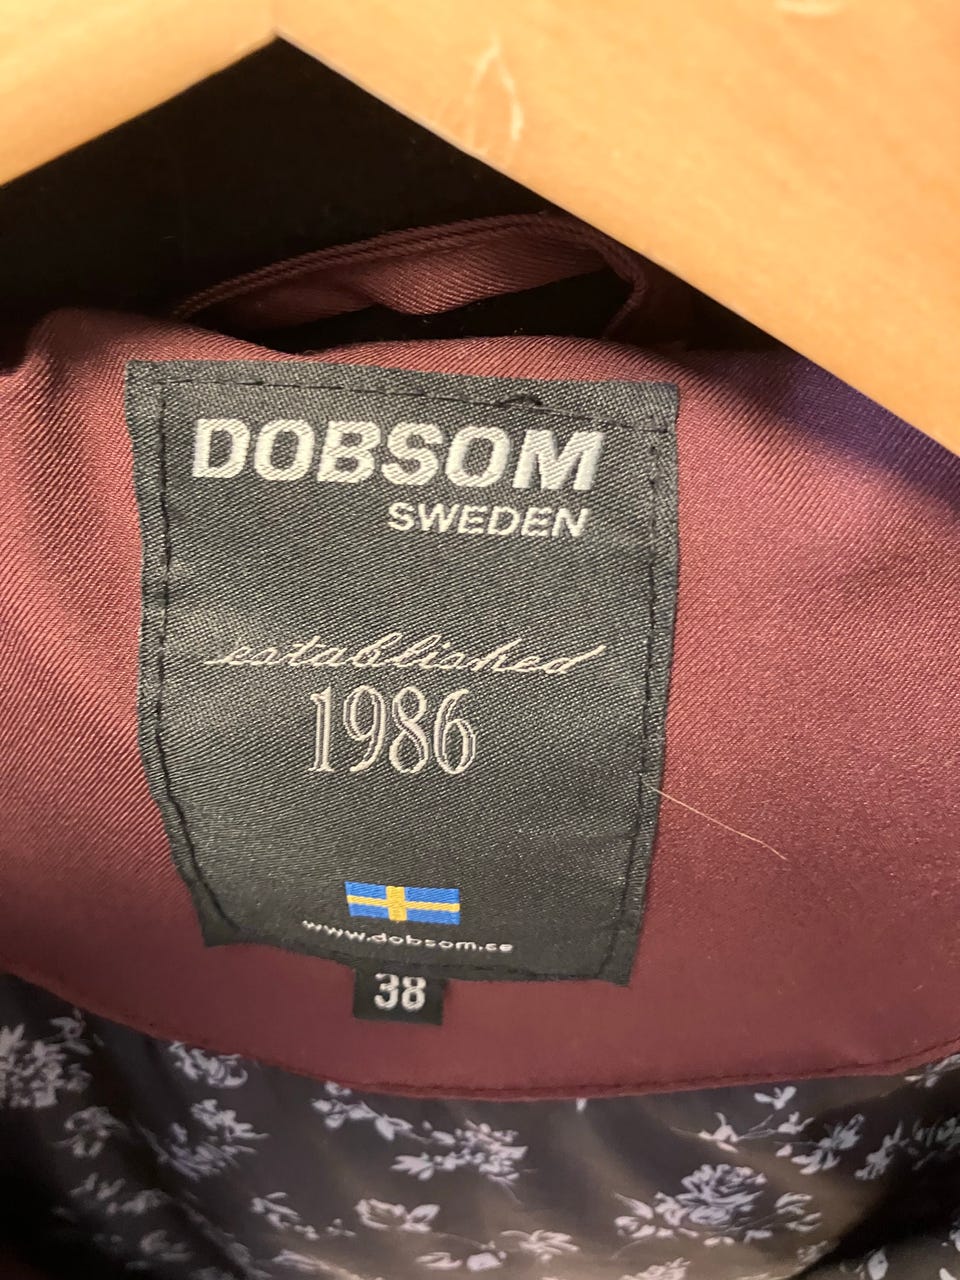 DOBSOM
SWEDEN
established
1986
www.dobsom.se
38